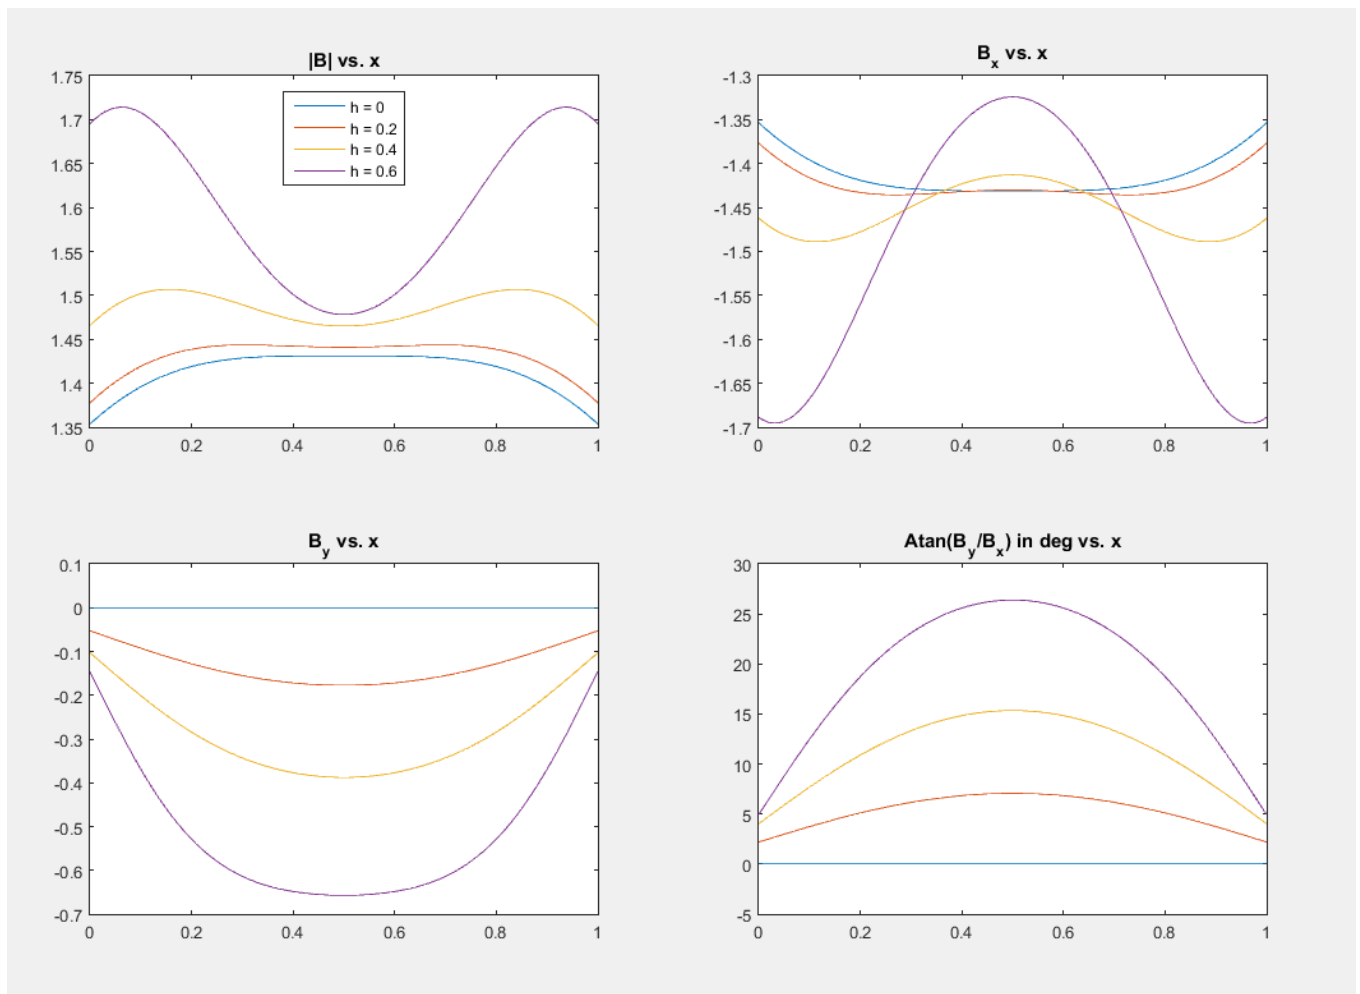 |B| vs. x
1.75
1.7
1.65
1.6
1.55
1.5
1.45
1.4
1.35
0 0.2 0.4 0.6 0.8 1
h = 0
h = 0.2
h = 0.4
h = 0.6
Bx vs. x
-1.3
-1.35
-1.4
-1.45
-1.5
-1.55
-1.6
-1.65
-1.7
0 0.2 0.4 0.6 0.8 1
By vs. x
0.1
0
-0.1
-0.2
-0.3
-0.4
-0.5
-0.6
-0.7
0 0.2 0.4 0.6 0.8 1
Atan(By/Bx) in deg vs. x
30
25
20
15
10
5
0
-5
0 0.2 0.4 0.6 0.8 1